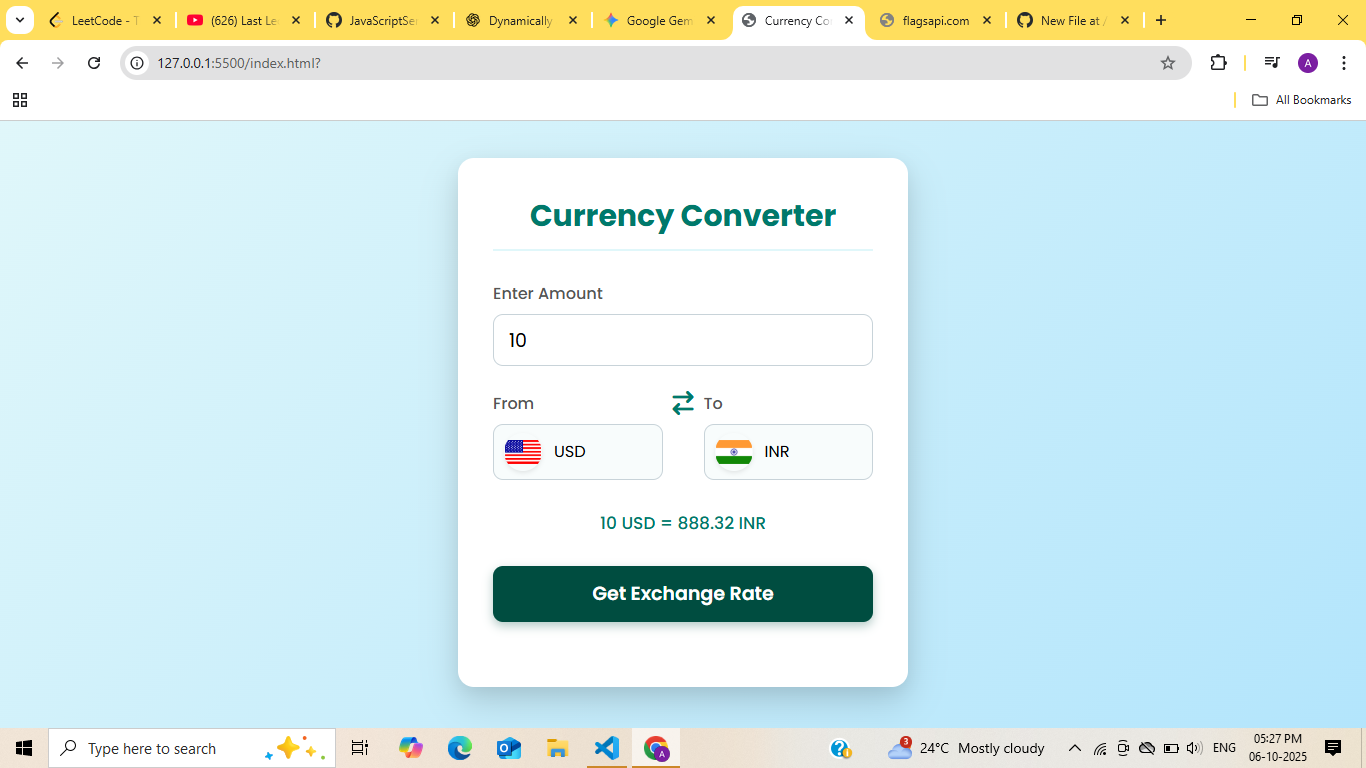 LeetCode - T
(626) Last Le
JavaScriptSe
Dynamically
Google Gem
Currency Co
flagsapi.com
New File at /
127.0.0.1:5500/index.html?
A
All Bookmarks
Currency Converter
Enter Amount
10
From
To
USD
INR
10 USD = 888.32 INR
Get Exchange Rate
Type here to search
3
24°C Mostly cloudy
ENG
05:27 PM
06-10-2025